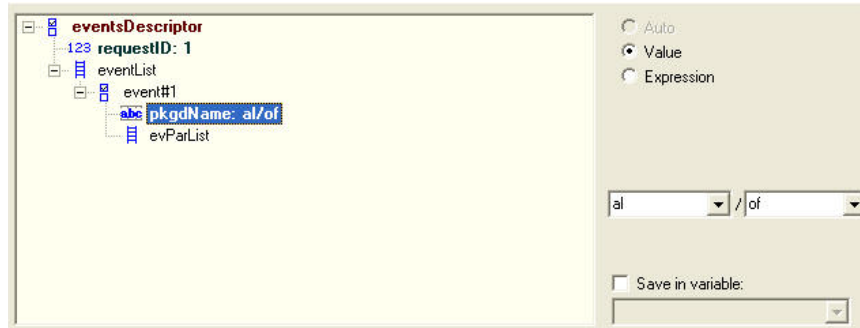 eventsDescriptor
123 requestID: 1
eventList
event#1
abc pkgdName: al/of
evParList
Auto
Value
Expression
al / of
Save in variable: